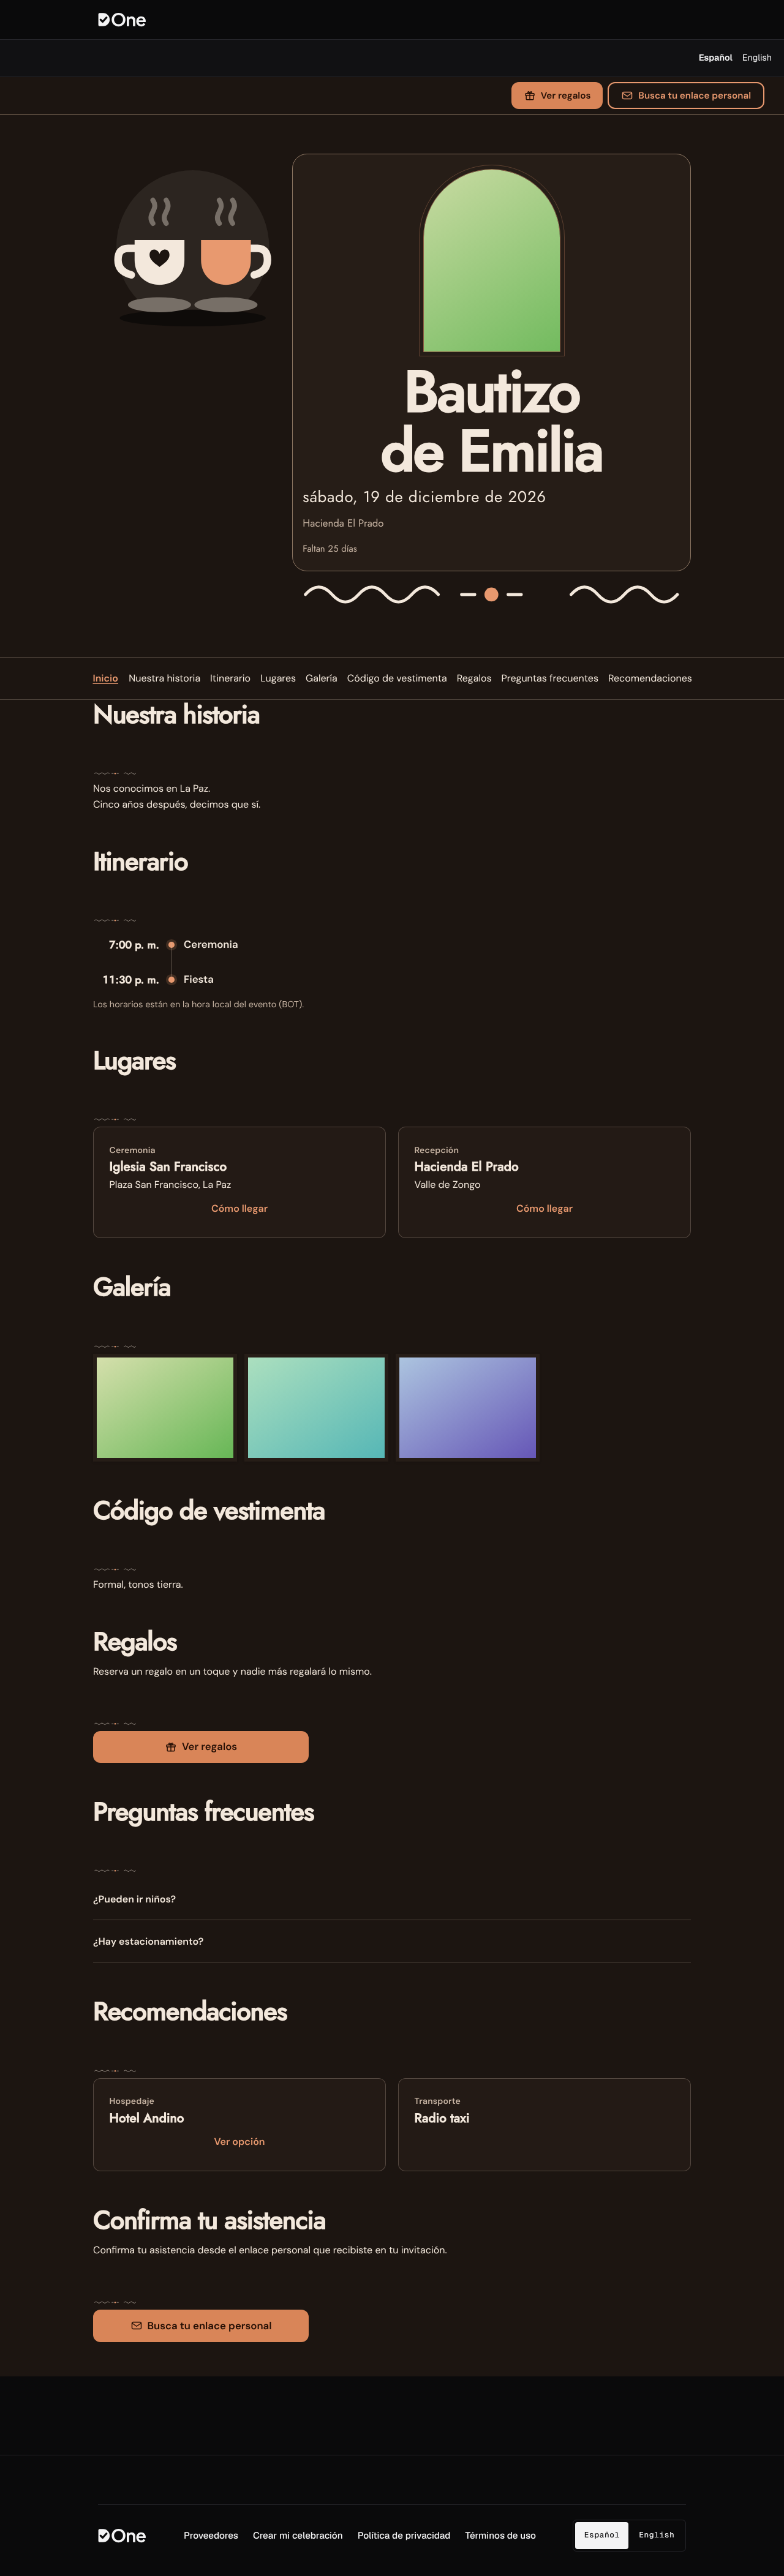 One
Español English
Ver regalos Busca tu enlace personal
Bautizo
de Emilia
sábado, 19 de diciembre de 2026
Hacienda El Prado
Faltan 25 días
Inicio Nuestra historia Itinerario Lugares Galería Código de vestimenta Regalos Preguntas frecuentes Recomendaciones
Nuestra historia
Nos conocimos en La Paz.
Cinco años después, decimos que sí.
Itinerario
7:00 p. m. Ceremonia
11:30 p. m. Fiesta
Los horarios están en la hora local del evento (BOT).
Lugares
Ceremonia
Iglesia San Francisco
Plaza San Francisco, La Paz
Cómo llegar
Recepción
Hacienda El Prado
Valle de Zongo
Cómo llegar
Galería
Código de vestimenta
Formal, tonos tierra.
Regalos
Reserva un regalo en un toque y nadie más regalará lo mismo.
Ver regalos
Preguntas frecuentes
¿Pueden ir niños?
¿Hay estacionamiento?
Recomendaciones
Hospedaje
Hotel Andino
Ver opción
Transporte
Radio taxi
Confirma tu asistencia
Confirma tu asistencia desde el enlace personal que recibiste en tu invitación.
Busca tu enlace personal
One Proveedores Crear mi celebración Política de privacidad Términos de uso Español English